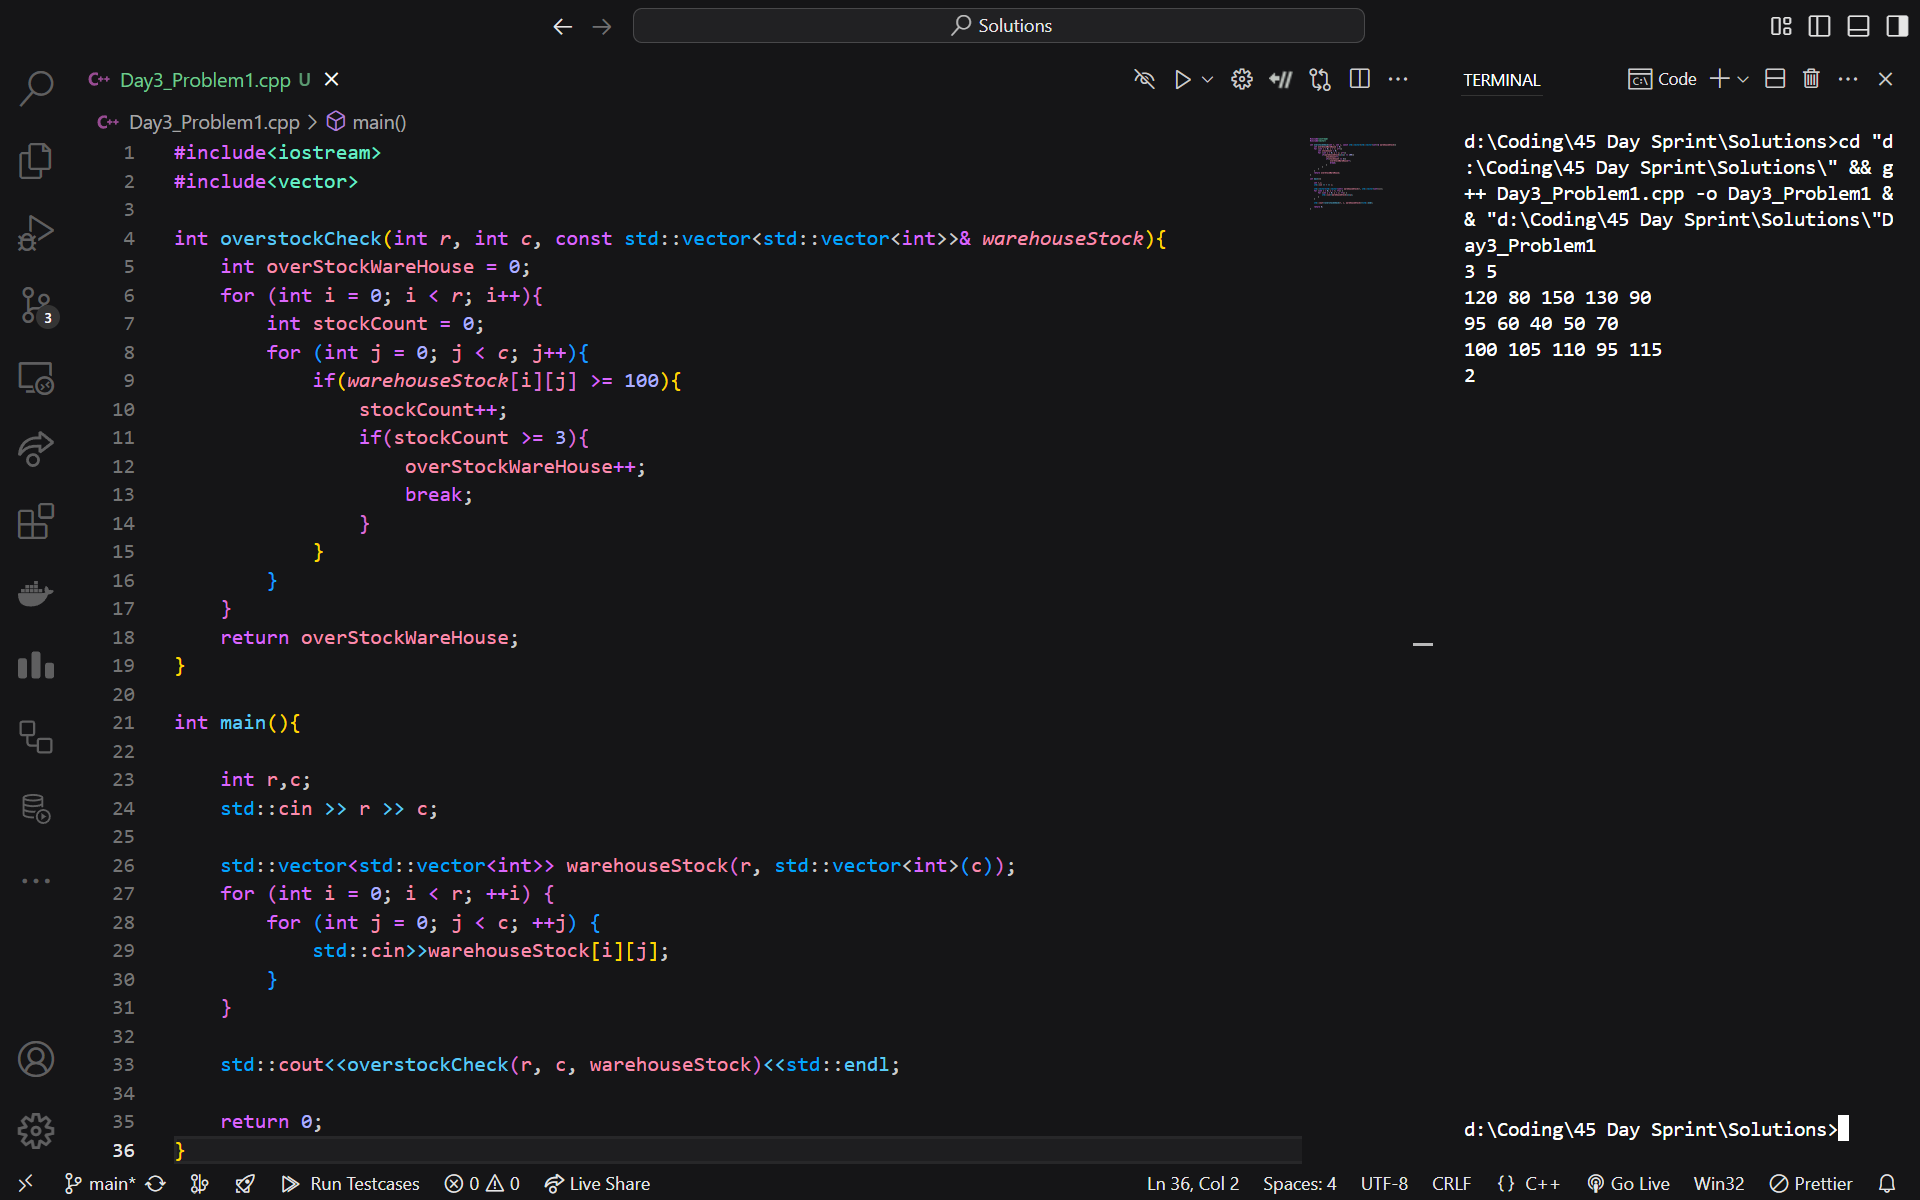 Solutions
Day3_Problem1.cpp U
Day3_Problem1.cpp > main()
1 #include<iostream>
2 #include<vector>
3
4 int overstockCheck(int r, int c, const std::vector<std::vector<int>>& warehouseStock){
5     int overStockWareHouse = 0;
6     for (int i = 0; i < r; i++){
7         int stockCount = 0;
8         for (int j = 0; j < c; j++){
9             if(warehouseStock[i][j] >= 100){
10                 stockCount++;
11                 if(stockCount >= 3){
12                     overStockWareHouse++;
13                     break;
14                 }
15             }
16         }
17     }
18     return overStockWareHouse;
19 }
20
21 int main(){
22
23     int r,c;
24     std::cin >> r >> c;
25
26     std::vector<std::vector<int>> warehouseStock(r, std::vector<int>(c));
27     for (int i = 0; i < r; ++i) {
28         for (int j = 0; j < c; ++j) {
29             std::cin>>warehouseStock[i][j];
30         }
31     }
32
33     std::cout<<overstockCheck(r, c, warehouseStock)<<std::endl;
34
35     return 0;
36 }
TERMINAL
Code
d:\Coding\45 Day Sprint\Solutions>cd "d
:\Coding\45 Day Sprint\Solutions\" && g
++ Day3_Problem1.cpp -o Day3_Problem1 &
& "d:\Coding\45 Day Sprint\Solutions\"D
ay3_Problem1
3 5
120 80 150 130 90
95 60 40 50 70
100 105 110 95 115
2
d:\Coding\45 Day Sprint\Solutions>
3
main* Run Testcases 0 0 Live Share Ln 36, Col 2 Spaces: 4 UTF-8 CRLF {} C++ Go Live Win32 Prettier